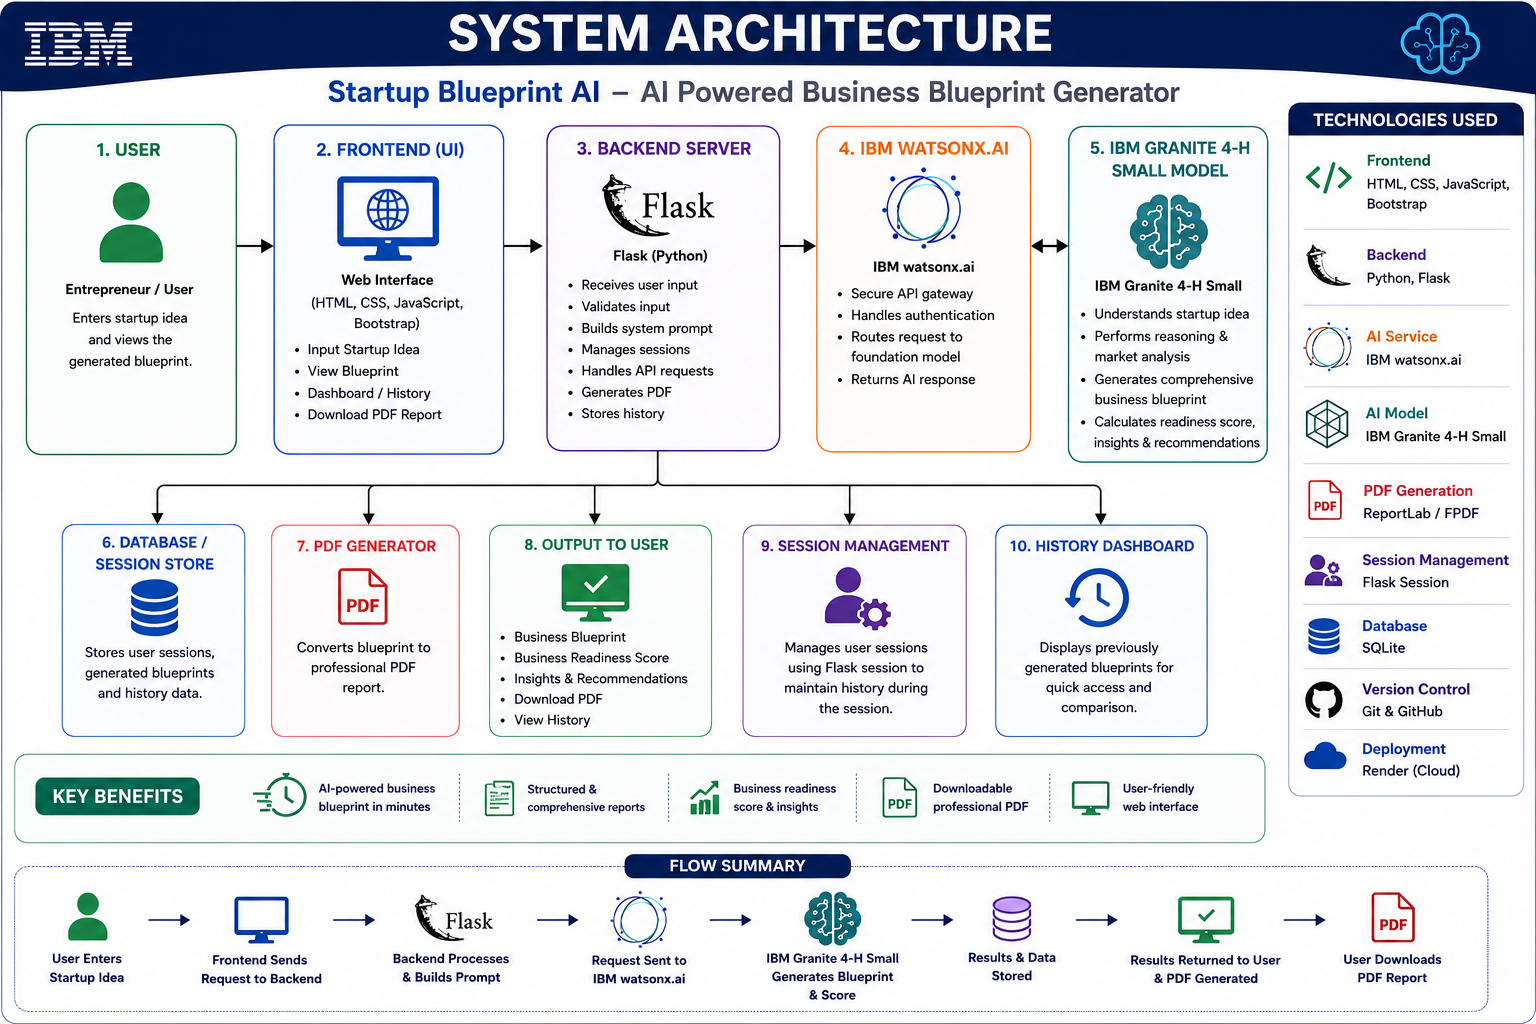 IBM
SYSTEM ARCHITECTURE
Startup Blueprint AI – AI Powered Business Blueprint Generator
1. USER
Entrepreneur / User
Enters startup idea
and views the
generated blueprint.
2. FRONTEND (UI)
Web Interface
(HTML, CSS, JavaScript,
Bootstrap)
• Input Startup Idea
• View Blueprint
• Dashboard / History
• Download PDF Report
3. BACKEND SERVER
Flask
Flask (Python)
• Receives user input
• Validates input
• Builds system prompt
• Manages sessions
• Handles API requests
• Generates PDF
• Stores history
4. IBM WATSONX.AI
IBM watsonx.ai
• Secure API gateway
• Handles authentication
• Routes request to
foundation model
• Returns AI response
5. IBM GRANITE 4-H
SMALL MODEL
IBM Granite 4-H Small
• Understands startup idea
• Performs reasoning &
market analysis
• Generates comprehensive
business blueprint
• Calculates readiness score,
insights & recommendations
6. DATABASE /
SESSION STORE
Stores user sessions,
generated blueprints
and history data.
7. PDF GENERATOR
PDF
Converts blueprint to
professional PDF
report.
8. OUTPUT TO USER
• Business Blueprint
• Business Readiness Score
• Insights & Recommendations
• Download PDF
• View History
9. SESSION MANAGEMENT
Manages user sessions
using Flask session to
maintain history during
the session.
10. HISTORY DASHBOARD
Displays previously
generated blueprints for
quick access and
comparison.
TECHNOLOGIES USED
</>
Frontend
HTML, CSS, JavaScript,
Bootstrap
Backend
Python, Flask
AI Service
IBM watsonx.ai
AI Model
IBM Granite 4-H Small
PDF
PDF Generation
ReportLab / FPDF
Session Management
Flask Session
Database
SQLite
Version Control
Git & GitHub
Deployment
Render (Cloud)
KEY BENEFITS
AI-powered business
blueprint in minutes
Structured &
comprehensive reports
Business readiness
score & insights
PDF
Downloadable
professional PDF
User-friendly
web interface
FLOW SUMMARY
User Enters
Startup Idea
Frontend Sends
Request to Backend
Flask
Backend Processes
& Builds Prompt
Request Sent to
IBM watsonx.ai
IBM Granite 4-H Small
Generates Blueprint
& Score
Results & Data
Stored
Results Returned to User
& PDF Generated
PDF
User Downloads
PDF Report